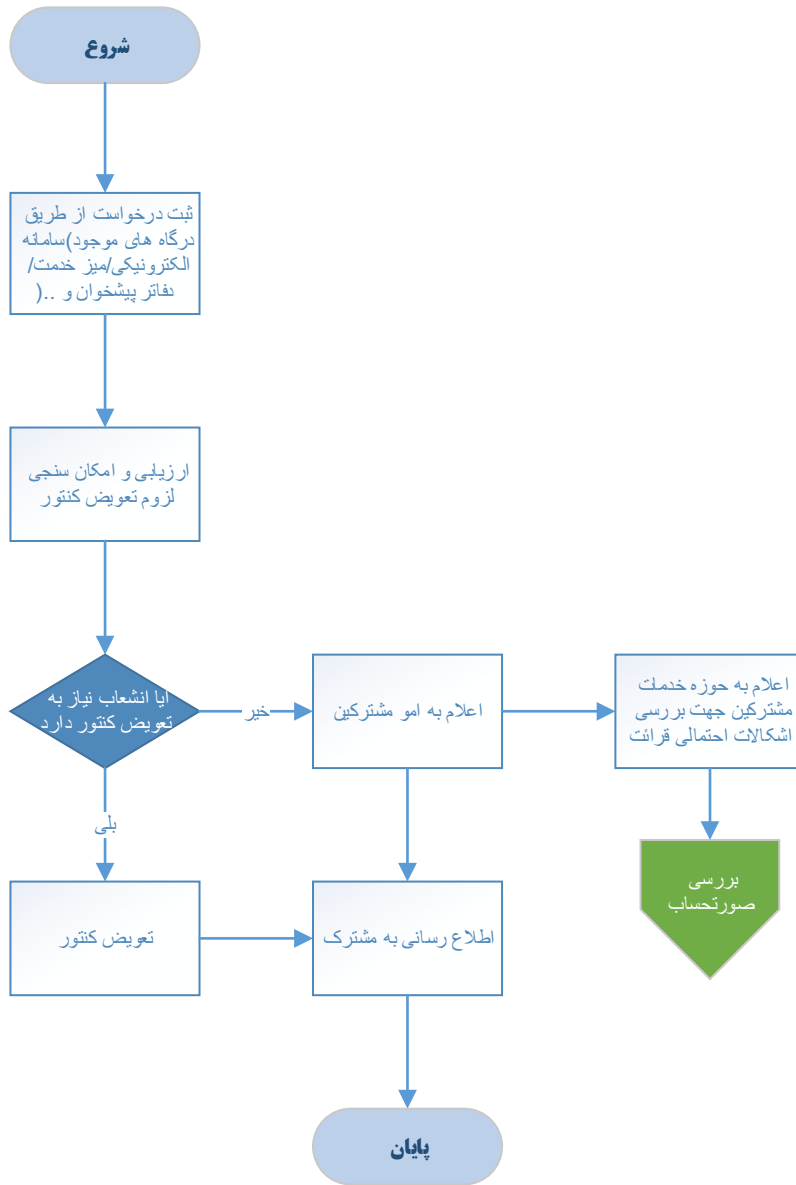 شروع
ثبت درخواست از طریق
درگاه های موجود)سامانه
الکترونیکی/میز خدمت/
دفاتر پیشخوان و ..(
ارزیابی و امکان سنجی
لزوم تعویض کنتور
ایا انشعاب نیاز به
تعویض کنتور دارد
خیر
اعلام به امو مشترکین
اعلام به حوزه خدمات
مشترکین جهت بررسی
اشکالات احتمالی قرائت
بلی
بررسی
صورتحساب
تعویض کنتور
اطلاع رسانی به مشترک
پایان